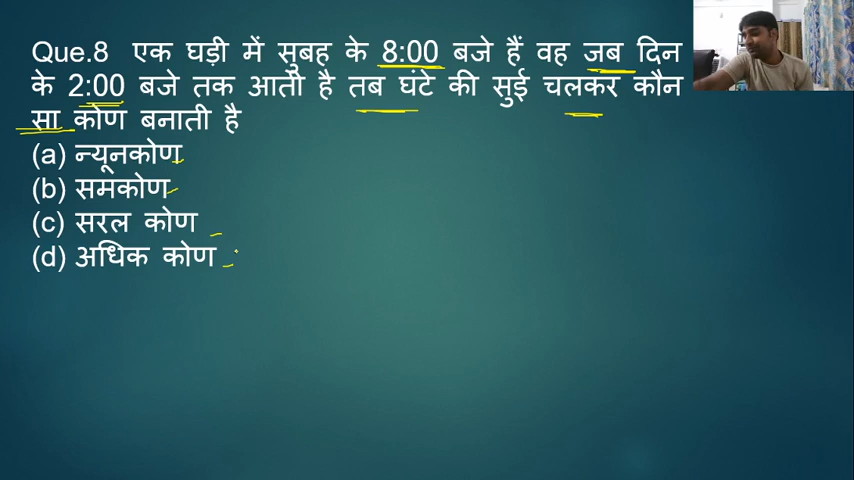 Que.8 एक घड़ी में सुबह के 8:00 बजे हैं वह जब दिन
के 2:00 बजे तक आती है तब घंटे की सुई चलकर कौन
सा कोण बनाती है
(a) न्यूनकोण
(b) समकोण
(c) सरल कोण
(d) अधिक कोण